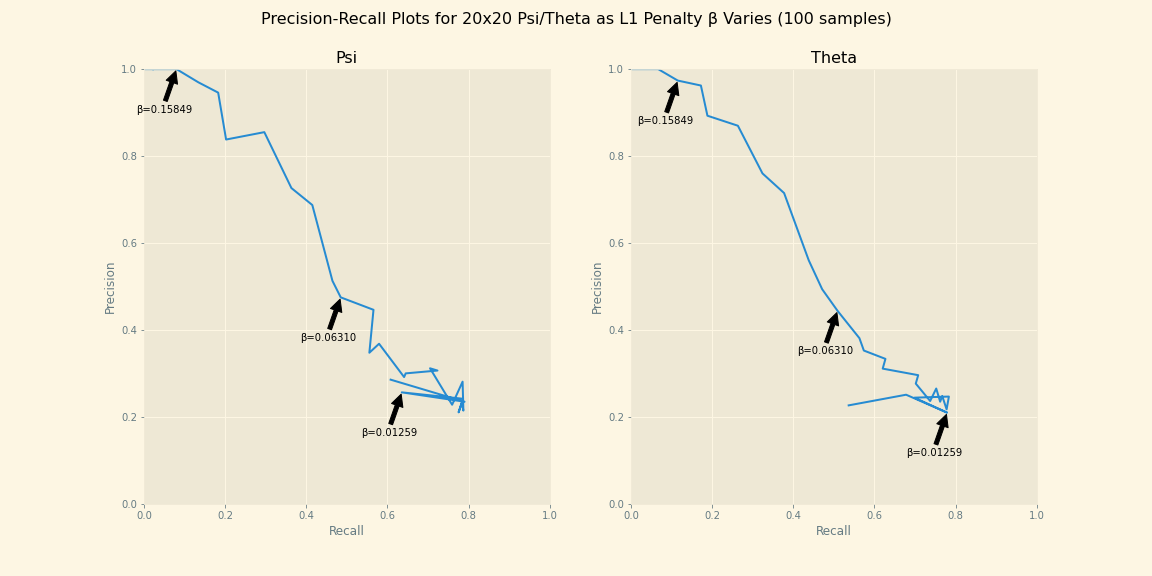 Precision-Recall Plots for 20x20 Psi/Theta as L1 Penalty β Varies (100 samples)
Psi
Precision
1.0
0.8
0.6
0.4
0.2
0.0
β=0.15849
β=0.06310
β=0.01259
0.0 0.2 0.4 0.6 0.8 1.0
Recall
Theta
Precision
1.0
0.8
0.6
0.4
0.2
0.0
β=0.15849
β=0.06310
β=0.01259
0.0 0.2 0.4 0.6 0.8 1.0
Recall